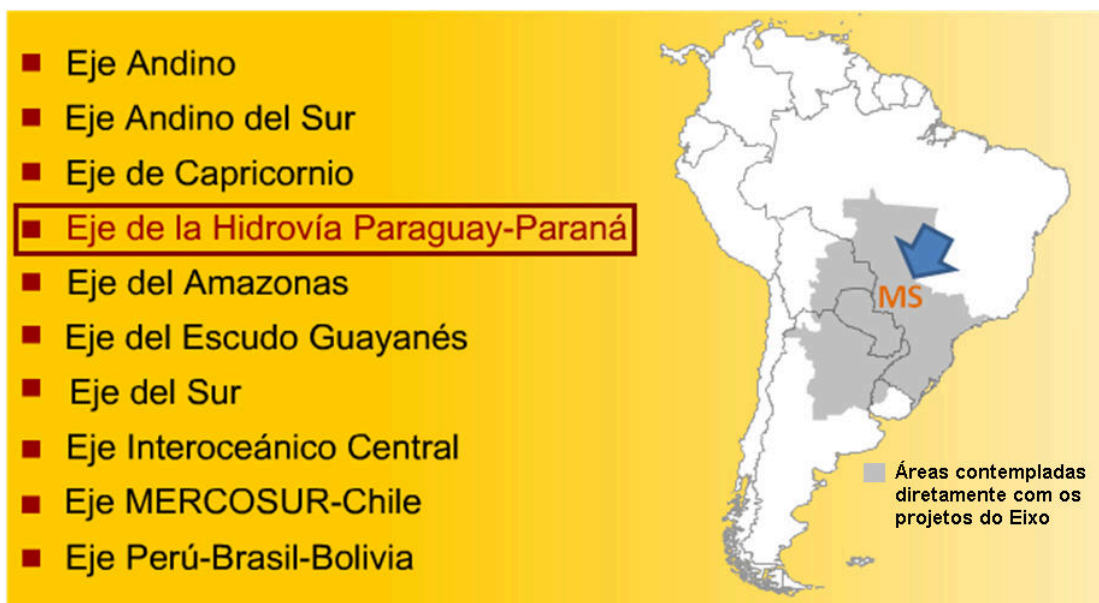 Eje Andino
Eje Andino del Sur
Eje de Capricornio
Eje de la Hidrovía Paraguay-Paraná
Eje del Amazonas
Eje del Escudo Guayanés
Eje del Sur
Eje Interoceánico Central
Eje MERCOSUR-Chile
Eje Perú-Brasil-Bolivia
MS
Áreas contempladas
diretamente com os
projetos do Eixo